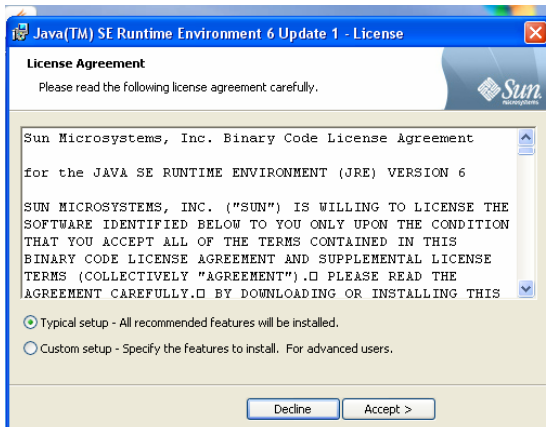 Java(TM) SE Runtime Environment 6 Update 1 - License
License Agreement
Please read the following license agreement carefully.
Sun
microsystems
Sun Microsystems, Inc. Binary Code License Agreement
for the JAVA SE RUNTIME ENVIRONMENT (JRE) VERSION 6
SUN MICROSYSTEMS, INC. ("SUN") IS WILLING TO LICENSE THE
SOFTWARE IDENTIFIED BELOW TO YOU ONLY UPON THE CONDITION
THAT YOU ACCEPT ALL OF THE TERMS CONTAINED IN THIS
BINARY CODE LICENSE AGREEMENT AND SUPPLEMENTAL LICENSE
TERMS (COLLECTIVELY "AGREEMENT").□ PLEASE READ THE
AGREEMENT CAREFULLY.□ BY DOWNLOADING OR INSTALLING THIS
Typical setup - All recommended features will be installed.
Custom setup - Specify the features to install. For advanced users.
Decline
Accept >